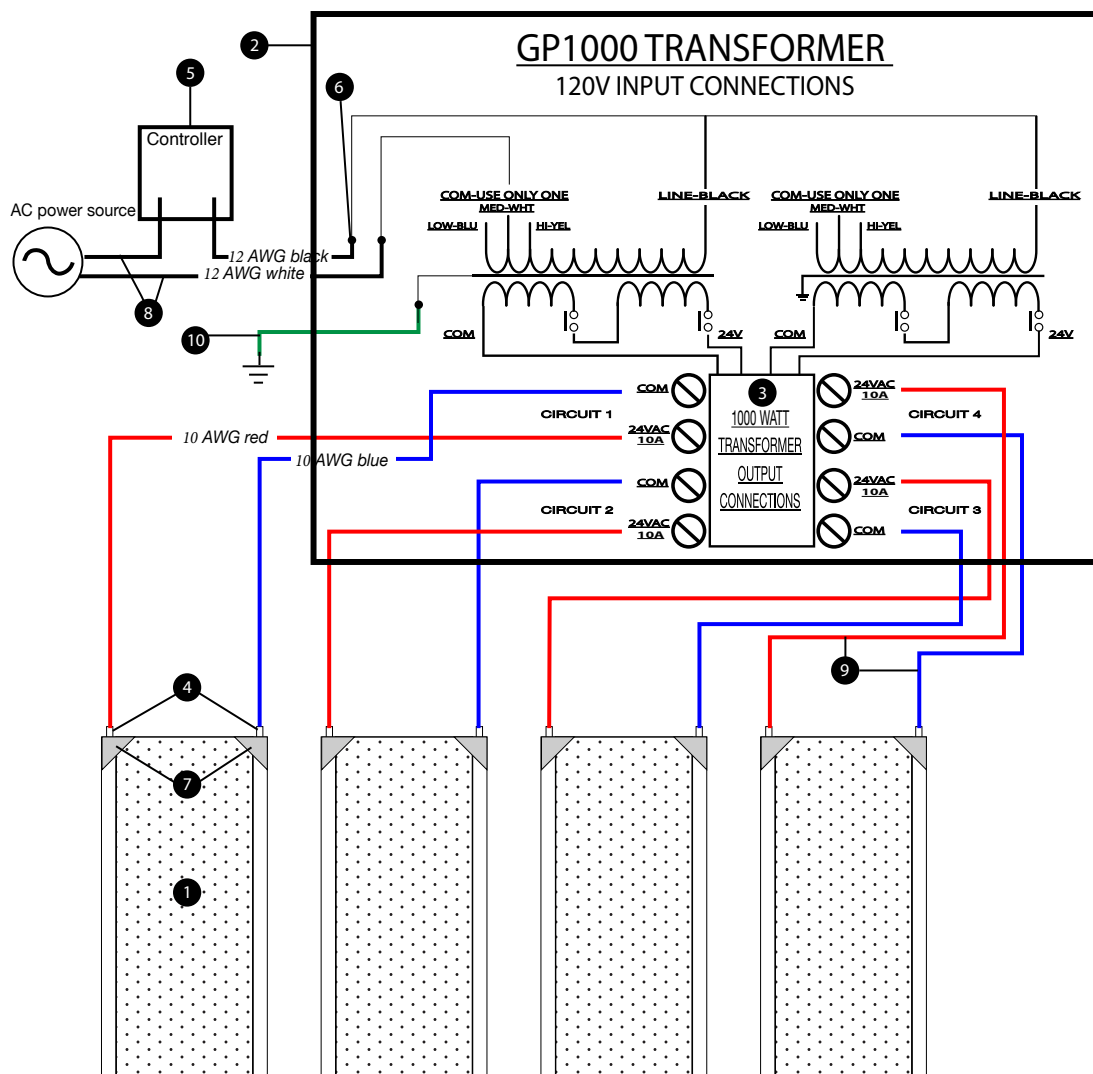 GP1000 TRANSFORMER
120V INPUT CONNECTIONS
2
5
6
Controller
AC power source
12 AWG black
12 AWG white
8
10
COM-USE ONLY ONE
MED-WHT
LOW-BLU
HI-YEL
LINE-BLACK
COM-USE ONLY ONE
MED-WHT
LOW-BLU
HI-YEL
LINE-BLACK
COM
24V
COM
24V
3
1000 WATT
TRANSFORMER
OUTPUT
CONNECTIONS
COM
CIRCUIT 1
24VAC
10A
COM
CIRCUIT 2
24VAC
10A
24VAC
10A
CIRCUIT 4
COM
24VAC
10A
CIRCUIT 3
COM
10 AWG red
10 AWG blue
9
4
7
1